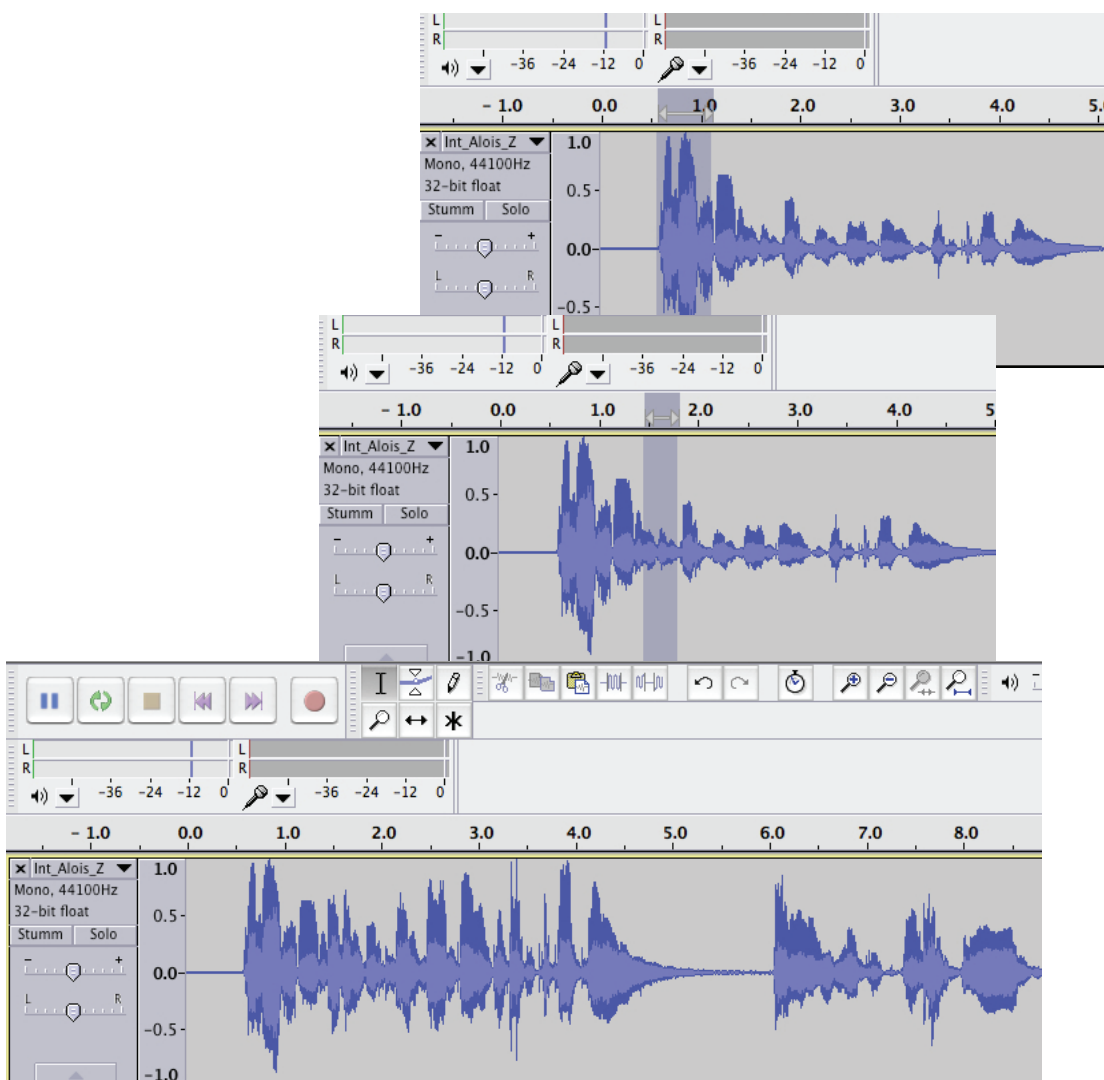 L L
R R
-36 -24 -12 0 -36 -24 -12 0
- 1.0 0.0 1.0 2.0 3.0 4.0 5.
× Int_Alois_Z 1.0
Mono, 44100Hz
32-bit float 0.5-
Stumm Solo
- +
0.0-
L R
-0.5-
L L
R R
-36 -24 -12 0 -36 -24 -12 0
- 1.0 0.0 1.0 2.0 3.0 4.0 5
× Int_Alois_Z 1.0
Mono, 44100Hz
32-bit float 0.5-
Stumm Solo
- +
0.0-
L R
-0.5-
-1.0
L L
R R
-36 -24 -12 0 -36 -24 -12 0
- 1.0 0.0 1.0 2.0 3.0 4.0 5.0 6.0 7.0 8.0
× Int_Alois_Z 1.0
Mono, 44100Hz
32-bit float 0.5-
Stumm Solo
- +
0.0-
L R
-0.5-
-1.0